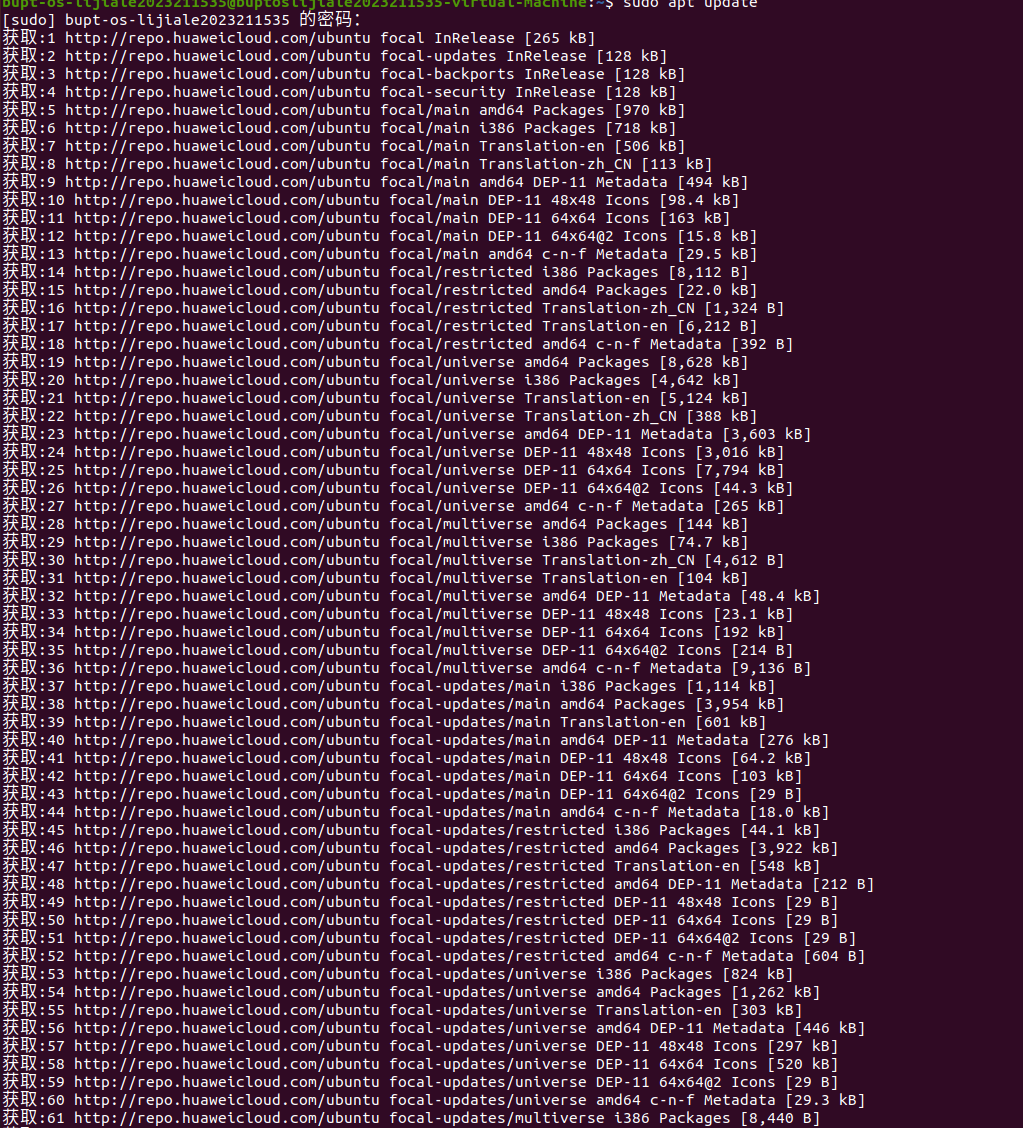 bupt-os-lijiale2023211535@buptoslijiale2023211535-Virtual-Machine:~$ sudo apt update
[sudo] bupt-os-lijiale2023211535 的密码：
获取:1 http://repo.huaweicloud.com/ubuntu focal InRelease [265 kB]
获取:2 http://repo.huaweicloud.com/ubuntu focal-updates InRelease [128 kB]
获取:3 http://repo.huaweicloud.com/ubuntu focal-backports InRelease [128 kB]
获取:4 http://repo.huaweicloud.com/ubuntu focal-security InRelease [128 kB]
获取:5 http://repo.huaweicloud.com/ubuntu focal/main amd64 Packages [970 kB]
获取:6 http://repo.huaweicloud.com/ubuntu focal/main i386 Packages [718 kB]
获取:7 http://repo.huaweicloud.com/ubuntu focal/main Translation-en [506 kB]
获取:8 http://repo.huaweicloud.com/ubuntu focal/main Translation-zh_CN [113 kB]
获取:9 http://repo.huaweicloud.com/ubuntu focal/main amd64 DEP-11 Metadata [494 kB]
获取:10 http://repo.huaweicloud.com/ubuntu focal/main DEP-11 48x48 Icons [98.4 kB]
获取:11 http://repo.huaweicloud.com/ubuntu focal/main DEP-11 64x64 Icons [163 kB]
获取:12 http://repo.huaweicloud.com/ubuntu focal/main DEP-11 64x64@2 Icons [15.8 kB]
获取:13 http://repo.huaweicloud.com/ubuntu focal/main amd64 c-n-f Metadata [29.5 kB]
获取:14 http://repo.huaweicloud.com/ubuntu focal/restricted i386 Packages [8,112 B]
获取:15 http://repo.huaweicloud.com/ubuntu focal/restricted amd64 Packages [22.0 kB]
获取:16 http://repo.huaweicloud.com/ubuntu focal/restricted Translation-zh_CN [1,324 B]
获取:17 http://repo.huaweicloud.com/ubuntu focal/restricted Translation-en [6,212 B]
获取:18 http://repo.huaweicloud.com/ubuntu focal/restricted amd64 c-n-f Metadata [392 B]
获取:19 http://repo.huaweicloud.com/ubuntu focal/universe amd64 Packages [8,628 kB]
获取:20 http://repo.huaweicloud.com/ubuntu focal/universe i386 Packages [4,642 kB]
获取:21 http://repo.huaweicloud.com/ubuntu focal/universe Translation-en [5,124 kB]
获取:22 http://repo.huaweicloud.com/ubuntu focal/universe Translation-zh_CN [388 kB]
获取:23 http://repo.huaweicloud.com/ubuntu focal/universe amd64 DEP-11 Metadata [3,603 kB]
获取:24 http://repo.huaweicloud.com/ubuntu focal/universe DEP-11 48x48 Icons [3,016 kB]
获取:25 http://repo.huaweicloud.com/ubuntu focal/universe DEP-11 64x64 Icons [7,794 kB]
获取:26 http://repo.huaweicloud.com/ubuntu focal/universe DEP-11 64x64@2 Icons [44.3 kB]
获取:27 http://repo.huaweicloud.com/ubuntu focal/universe amd64 c-n-f Metadata [265 kB]
获取:28 http://repo.huaweicloud.com/ubuntu focal/multiverse amd64 Packages [144 kB]
获取:29 http://repo.huaweicloud.com/ubuntu focal/multiverse i386 Packages [74.7 kB]
获取:30 http://repo.huaweicloud.com/ubuntu focal/multiverse Translation-zh_CN [4,612 B]
获取:31 http://repo.huaweicloud.com/ubuntu focal/multiverse Translation-en [104 kB]
获取:32 http://repo.huaweicloud.com/ubuntu focal/multiverse amd64 DEP-11 Metadata [48.4 kB]
获取:33 http://repo.huaweicloud.com/ubuntu focal/multiverse DEP-11 48x48 Icons [23.1 kB]
获取:34 http://repo.huaweicloud.com/ubuntu focal/multiverse DEP-11 64x64 Icons [192 kB]
获取:35 http://repo.huaweicloud.com/ubuntu focal/multiverse DEP-11 64x64@2 Icons [214 B]
获取:36 http://repo.huaweicloud.com/ubuntu focal/multiverse amd64 c-n-f Metadata [9,136 B]
获取:37 http://repo.huaweicloud.com/ubuntu focal-updates/main i386 Packages [1,114 kB]
获取:38 http://repo.huaweicloud.com/ubuntu focal-updates/main amd64 Packages [3,954 kB]
获取:39 http://repo.huaweicloud.com/ubuntu focal-updates/main Translation-en [601 kB]
获取:40 http://repo.huaweicloud.com/ubuntu focal-updates/main amd64 DEP-11 Metadata [276 kB]
获取:41 http://repo.huaweicloud.com/ubuntu focal-updates/main DEP-11 48x48 Icons [64.2 kB]
获取:42 http://repo.huaweicloud.com/ubuntu focal-updates/main DEP-11 64x64 Icons [103 kB]
获取:43 http://repo.huaweicloud.com/ubuntu focal-updates/main DEP-11 64x64@2 Icons [29 B]
获取:44 http://repo.huaweicloud.com/ubuntu focal-updates/main amd64 c-n-f Metadata [18.0 kB]
获取:45 http://repo.huaweicloud.com/ubuntu focal-updates/restricted i386 Packages [44.1 kB]
获取:46 http://repo.huaweicloud.com/ubuntu focal-updates/restricted amd64 Packages [3,922 kB]
获取:47 http://repo.huaweicloud.com/ubuntu focal-updates/restricted Translation-en [548 kB]
获取:48 http://repo.huaweicloud.com/ubuntu focal-updates/restricted amd64 DEP-11 Metadata [212 B]
获取:49 http://repo.huaweicloud.com/ubuntu focal-updates/restricted DEP-11 48x48 Icons [29 B]
获取:50 http://repo.huaweicloud.com/ubuntu focal-updates/restricted DEP-11 64x64 Icons [29 B]
获取:51 http://repo.huaweicloud.com/ubuntu focal-updates/restricted DEP-11 64x64@2 Icons [29 B]
获取:52 http://repo.huaweicloud.com/ubuntu focal-updates/restricted amd64 c-n-f Metadata [604 B]
获取:53 http://repo.huaweicloud.com/ubuntu focal-updates/universe i386 Packages [824 kB]
获取:54 http://repo.huaweicloud.com/ubuntu focal-updates/universe amd64 Packages [1,262 kB]
获取:55 http://repo.huaweicloud.com/ubuntu focal-updates/universe Translation-en [303 kB]
获取:56 http://repo.huaweicloud.com/ubuntu focal-updates/universe amd64 DEP-11 Metadata [446 kB]
获取:57 http://repo.huaweicloud.com/ubuntu focal-updates/universe DEP-11 48x48 Icons [297 kB]
获取:58 http://repo.huaweicloud.com/ubuntu focal-updates/universe DEP-11 64x64 Icons [520 kB]
获取:59 http://repo.huaweicloud.com/ubuntu focal-updates/universe DEP-11 64x64@2 Icons [29 B]
获取:60 http://repo.huaweicloud.com/ubuntu focal-updates/universe amd64 c-n-f Metadata [29.3 kB]
获取:61 http://repo.huaweicloud.com/ubuntu focal-updates/multiverse i386 Packages [8,440 B]